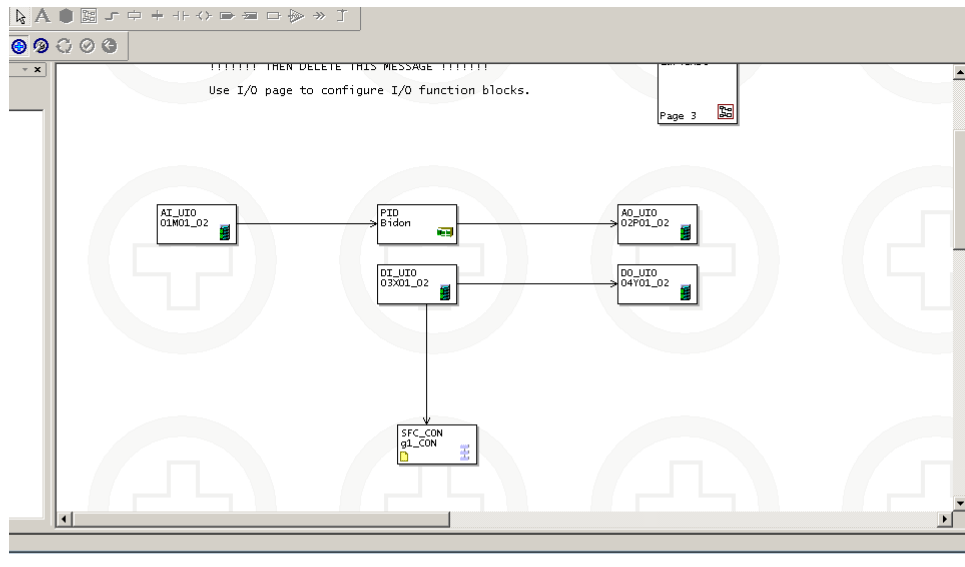 !!!!!!! THEN DELETE THIS MESSAGE !!!!!!!
Use I/O page to configure I/O function blocks.
Page 3
AI_UIO
01M01_02
PID
Bidon
AO_UIO
02P01_02
DI_UIO
03X01_02
DO_UIO
04Y01_02
SFC_CON
g1_CON